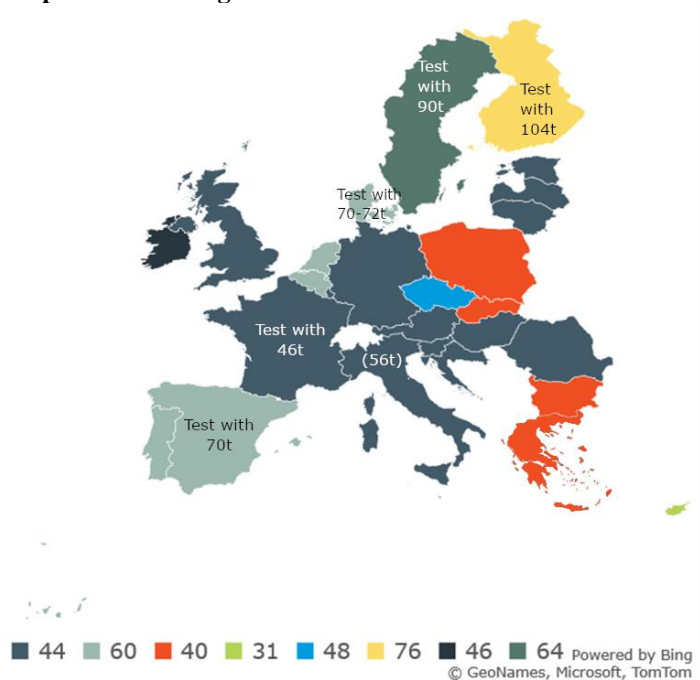 Test
with
90t
Test
with
104t
Test with
70-72t
Test with
46t
(56t)
Test with
70t
44 60 40 31 48 76 46 64 Powered by Bing
© GeoNames, Microsoft, TomTom